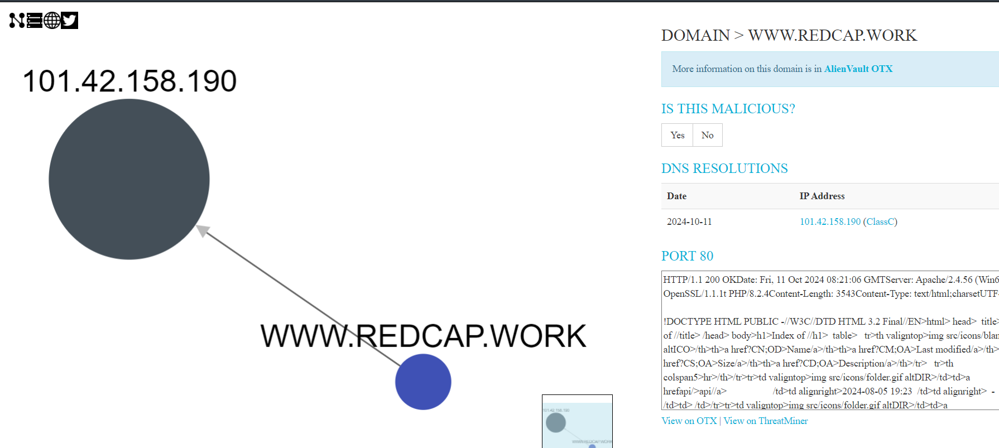 101.42.158.190
WWW.REDCAP.WORK
101.42.158.190
WWW.REDCAP.WORK
DOMAIN > WWW.REDCAP.WORK
More information on this domain is in AlienVault OTX
IS THIS MALICIOUS?
Yes No
DNS RESOLUTIONS
Date IP Address
2024-10-11 101.42.158.190 (ClassC)
PORT 80
HTTP/1.1 200 OKDate: Fri, 11 Oct 2024 08:21:06 GMTServer: Apache/2.4.56 (Win6
OpenSSL/1.1.1t PHP/8.2.4Content-Length: 3543Content-Type: text/html;charsetUTF-
!DOCTYPE HTML PUBLIC -//W3C//DTD HTML 3.2 Final//EN>html> head> title>
of //title> /head> body>h1>Index of //h1> table> tr>th valigntop>img src/icons/blan
altICO>/th>th>a href?CN;OD>Name/a>/th>th>a href?CM;OA>Last modified/a>/th>
href?CS;OA>Size/a>/th>th>a href?CD;OA>Description/a>/th>/tr> tr>th
colspan5>hr>/th>/tr>tr>td valigntop>img src/icons/folder.gif altDIR>/td>td>a
hrefapi/>api//a> /td>td alignright>2024-08-05 19:23 /td>td alignright> -
/td>td> /td>/tr>tr>td valigntop>img src/icons/folder.gif altDIR>/td>td>a
View on OTX | View on ThreatMiner